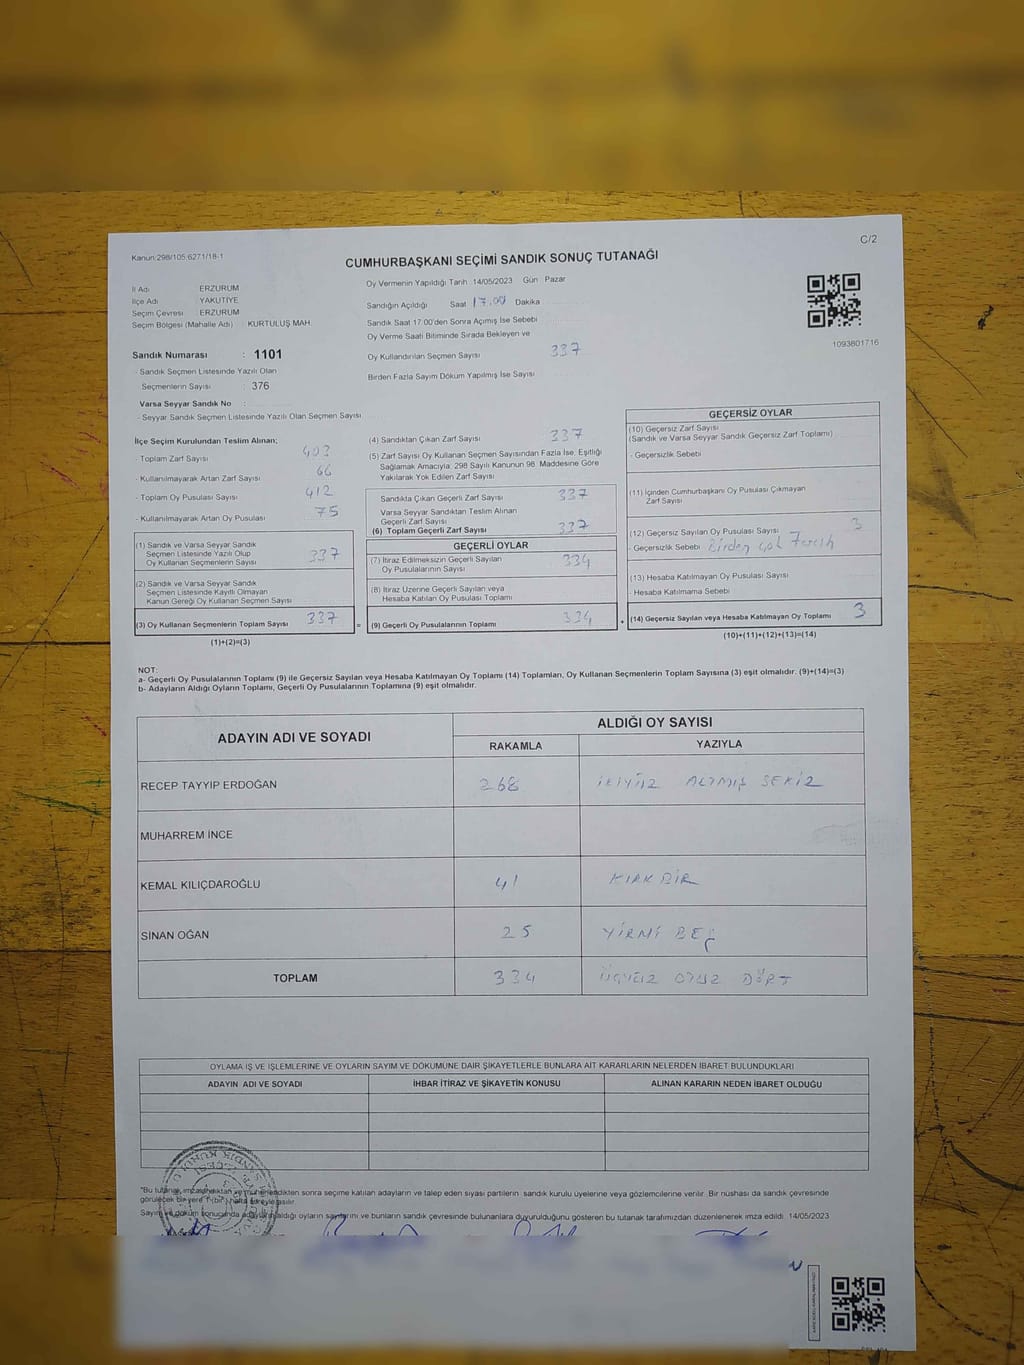 Kanun:298/105;6271/18-1
C/2
CUMHURBAŞKANI SEÇİMİ SANDIK SONUÇ TUTANAĞI
İl Adı ERZURUM
İlçe Adı YAKUTİYE
Seçim Çevresi ERZURUM
Seçim Bölgesi (Mahalle Adı) : KURTULUŞ MAH.
Sandık Numarası : 1101
- Sandık Seçmen Listesinde Yazılı Olan
Seçmenlerin Sayısı : 376
Varsa Seyyar Sandık No :
- Seyyar Sandık Seçmen Listesinde Yazılı Olan Seçmen Sayısı
Oy Vermenin Yapıldığı Tarih 14/05/2023 Gün Pazar
Sandığın Açıldığı Saat 17.00 Dakika
Sandık Saat 17:00'den Sonra Açımış İse Sebebi
Oy Verme Saati Bitiminde Sırada Bekleyen ve
Oy Kullandırılan Seçmen Sayısı 337
Birden Fazla Sayım Döküm Yapılmış İse Sayısı
1093801716
İlçe Seçim Kurulundan Teslim Alınan;
- Toplam Zarf Sayısı 403
- Kullanılmayarak Artan Zarf Sayısı 66
- Toplam Oy Pusulası Sayısı 412
- Kullanılmayarak Artan Oy Pusulası 75
(1) Sandık ve Varsa Seyyar Sandık
Seçmen Listesinde Yazılı Olup
Oy Kullanan Seçmenlerin Sayısı 337
(2) Sandık ve Varsa Seyyar Sandık
Seçmen Listesinde Kayıtlı Olmayan
Kanun Gereği Oy Kullanan Seçmen Sayısı
(3) Oy Kullanan Seçmenlerin Toplam Sayısı 337
(1)+(2)=(3)
(4) Sandıktan Çıkan Zarf Sayısı 337
(5) Zarf Sayısı Oy Kullanan Seçmen Sayısından Fazla İse, Eşitliği
Sağlamak Amacıyla, 298 Sayılı Kanunun 98. Maddesine Göre
Yakılarak Yok Edilen Zarf Sayısı
Sandıkta Çıkan Geçerli Zarf Sayısı 337
Varsa Seyyar Sandıktan Teslim Alınan
Geçerli Zarf Sayısı
(6) Toplam Geçerli Zarf Sayısı 337
GEÇERLİ OYLAR
(7) İtiraz Edilmeksizin Geçerli Sayılan
Oy Pusulalarının Sayısı 334
(8) İtiraz Üzerine Geçerli Sayılan veya
Hesaba Katılan Oy Pusulası Toplamı
= (9) Geçerli Oy Pusulalarının Toplamı 334
GEÇERSİZ OYLAR
(10) Geçersiz Zarf Sayısı
(Sandık ve Varsa Seyyar Sandık Geçersiz Zarf Toplamı)
- Geçersizlik Sebebi
(11) İçinden Cumhurbaşkanı Oy Pusulası Çıkmayan
Zarf Sayısı
(12) Geçersiz Sayılan Oy Pusulası Sayısı 3
- Geçersizlik Sebebi Birden çok Tercih
(13) Hesaba Katılmayan Oy Pusulası Sayısı
- Hesaba Katılmama Sebebi
+ (14) Geçersiz Sayılan veya Hesaba Katılmayan Oy Toplamı 3
(10)+(11)+(12)+(13)=(14)
NOT:
a- Geçerli Oy Pusulalarının Toplamı (9) ile Geçersiz Sayılan veya Hesaba Katılmayan Oy Toplamı (14) Toplamları, Oy Kullanan Seçmenlerin Toplam Sayısına (3) eşit olmalıdır. (9)+(14)=(3)
b- Adayların Aldığı Oyların Toplamı, Geçerli Oy Pusulalarının Toplamına (9) eşit olmalıdır.
ADAYIN ADI VE SOYADI
ALDIĞI OY SAYISI
RAKAMLA YAZIYLA
RECEP TAYYİP ERDOĞAN 268 İKİYÜZ ALTMIŞ SEKİZ
MUHARREM İNCE
KEMAL KILIÇDAROĞLU 41 KIRK BİR
SİNAN OĞAN 25 YİRMİ BEŞ
TOPLAM 334 ÜÇYÜZ OTUZ DÖRT
OYLAMA İŞ VE İŞLEMLERİNE VE OYLARIN SAYIM VE DÖKÜMÜNE DAİR ŞİKAYETLERLE BUNLARA AİT KARARLARIN NELERDEN İBARET BULUNDUKLARI
ADAYIN ADI VE SOYADI İHBAR İTİRAZ VE ŞİKAYETİN KONUSU ALINAN KARARIN NEDEN İBARET OLDUĞU
"Bu tutanak, imzalandıktan ve mühürlendikten sonra seçime katılan adayların ve talep eden siyasi partilerin sandık kurulu üyelerine veya gözlemcilerine verilir. Bir nüshası da sandık çevresinde
görülecek bir yere 1 (bir) hafta süreyle asılır.
Sayım ve döküm sonucunda adayların aldığı oyların sayılarını ve bunların sandık çevresinde bulunanlara duyurulduğunu gösteren bu tutanak tarafımızdan düzenlenerek imza edildi. 14/05/2023